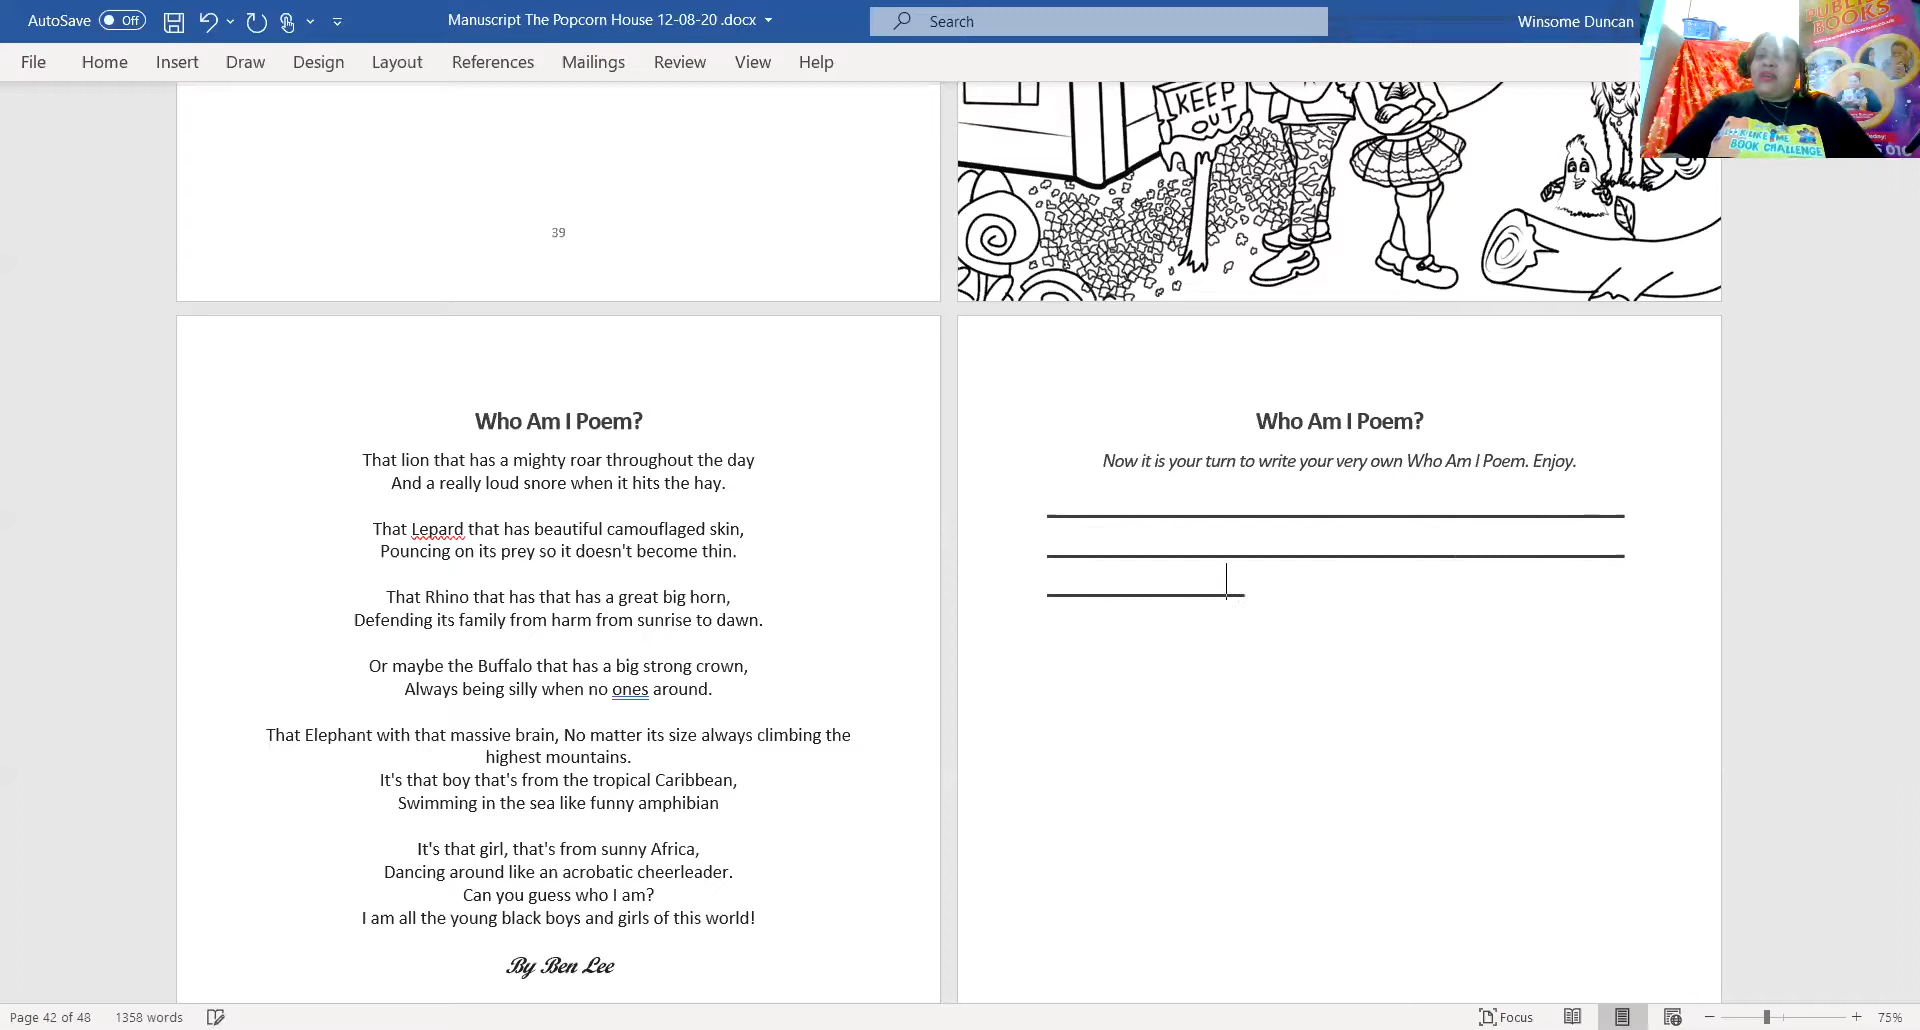 AutoSave Off Manuscript The Popcorn House 12-08-20 .docx Search Winsome Duncan
File Home Insert Draw Design Layout References Mailings Review View Help
PUBLIS
BOOKS
LOOK LIKE ME
BOOK CHALLENGE
KEEP
OUT
39
Who Am I Poem?
That lion that has a mighty roar throughout the day
And a really loud snore when it hits the hay.
That Lepard that has beautiful camouflaged skin,
Pouncing on its prey so it doesn't become thin.
That Rhino that has that has a great big horn,
Defending its family from harm from sunrise to dawn.
Or maybe the Buffalo that has a big strong crown,
Always being silly when no ones around.
That Elephant with that massive brain, No matter its size always climbing the
highest mountains.
It's that boy that's from the tropical Caribbean,
Swimming in the sea like funny amphibian
It's that girl, that's from sunny Africa,
Dancing around like an acrobatic cheerleader.
Can you guess who I am?
I am all the young black boys and girls of this world!
By Ben Lee
Who Am I Poem?
Now it is your turn to write your very own Who Am I Poem. Enjoy.
Page 42 of 48 1358 words Focus 75%